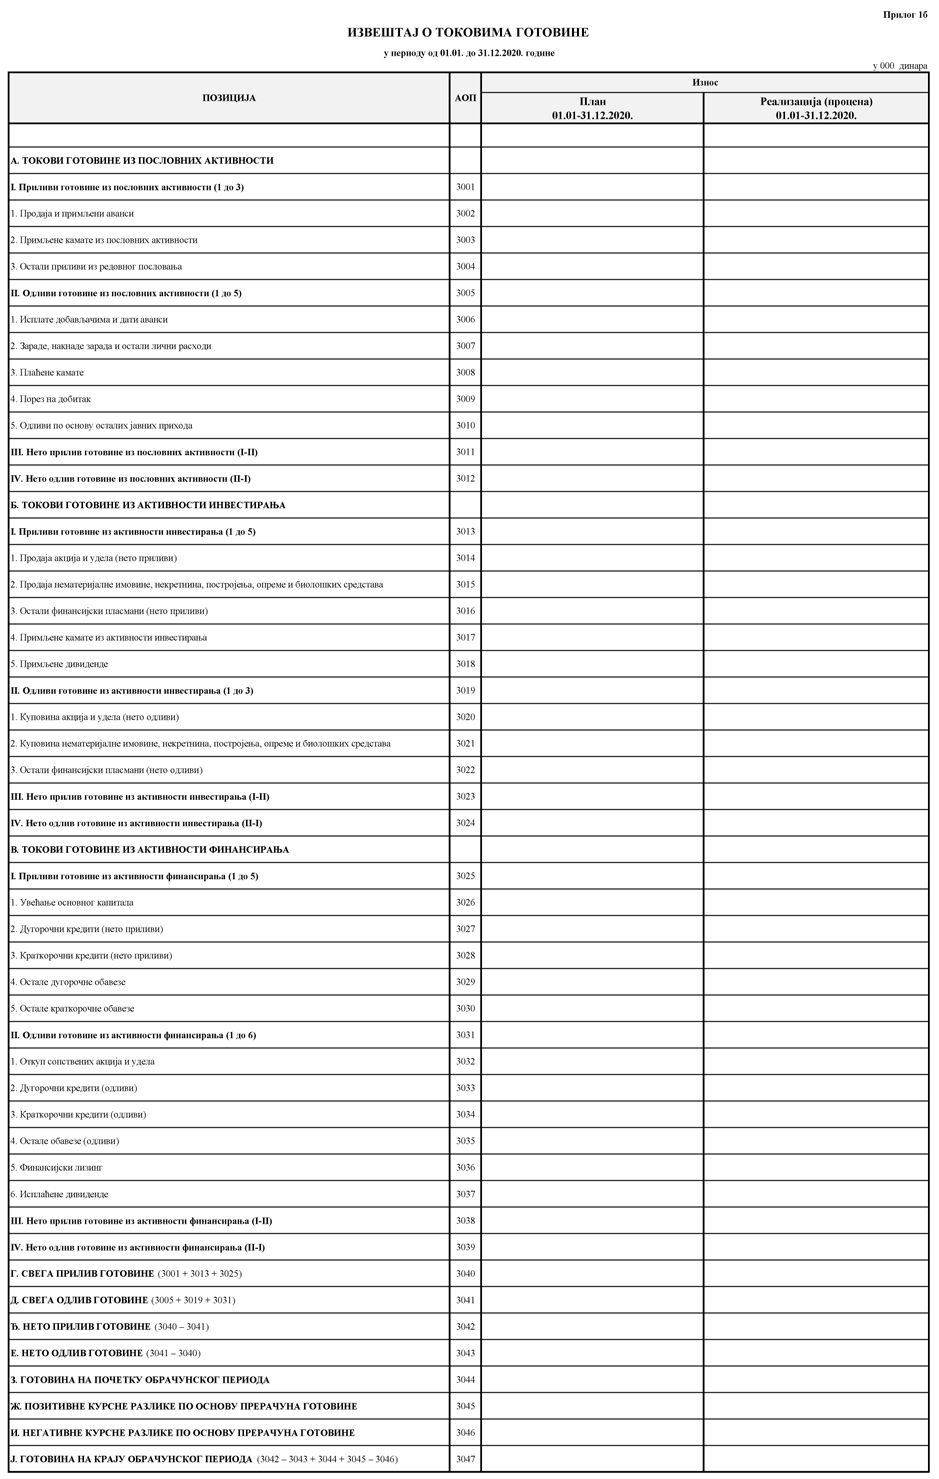 Прилог 1б
ИЗВЕШТАЈ О ТОКОВИМА ГОТОВИНЕ
у периоду од 01.01. до 31.12.2020. године
у 000 динара
ПОЗИЦИЈА АОП Износ
План Реализација (процена)
01.01-31.12.2020. 01.01-31.12.2020.
А. ТОКОВИ ГОТОВИНЕ ИЗ ПОСЛОВНИХ АКТИВНОСТИ
I. Приливи готовине из пословних активности (1 до 3) 3001
1. Продаја и примљени аванси 3002
2. Примљене камате из пословних активности 3003
3. Остали приливи из редовног пословања 3004
II. Одливи готовине из пословних активности (1 до 5) 3005
1. Исплате добављачима и дати аванси 3006
2. Зараде, накнаде зарада и остали лични расходи 3007
3. Плаћене камате 3008
4. Порез на добитак 3009
5. Одливи по основу осталих јавних прихода 3010
III. Нето прилив готовине из пословних активности (I-II) 3011
IV. Нето одлив готовине из пословних активности (II-I) 3012
Б. ТОКОВИ ГОТОВИНЕ ИЗ АКТИВНОСТИ ИНВЕСТИРАЊА
I. Приливи готовине из активности инвестирања (1 до 5) 3013
1. Продаја акција и удела (нето приливи) 3014
2. Продаја нематеријалне имовине, некретнина, постројења, опреме и биолошких средстава 3015
3. Остали финансијски пласмани (нето приливи) 3016
4. Примљене камате из активности инвестирања 3017
5. Примљене дивиденде 3018
II. Одливи готовине из активности инвестирања (1 до 3) 3019
1. Куповина акција и удела (нето одливи) 3020
2. Куповина нематеријалне имовине, некретнина, постројења, опреме и биолошких средстава 3021
3. Остали финансијски пласмани (нето одливи) 3022
III. Нето прилив готовине из активности инвестирања (I-II) 3023
IV. Нето одлив готовине из активности инвестирања (II-I) 3024
В. ТОКОВИ ГОТОВИНЕ ИЗ АКТИВНОСТИ ФИНАНСИРАЊА
I. Приливи готовине из активности финансирања (1 до 5) 3025
1. Увећање основног капитала 3026
2. Дугорочни кредити (нето приливи) 3027
3. Краткорочни кредити (нето приливи) 3028
4. Остале дугорочне обавезе 3029
5. Остале краткорочне обавезе 3030
II. Одливи готовине из активности финансирања (1 до 6) 3031
1. Откуп сопствених акција и удела 3032
2. Дугорочни кредити (одливи) 3033
3. Краткорочни кредити (одливи) 3034
4. Остале обавезе (одливи) 3035
5. Финансијски лизинг 3036
6. Исплаћене дивиденде 3037
III. Нето прилив готовине из активности финансирања (I-II) 3038
IV. Нето одлив готовине из активности финансирања (II-I) 3039
Г. СВЕГА ПРИЛИВ ГОТОВИНЕ (3001 + 3013 + 3025) 3040
Д. СВЕГА ОДЛИВ ГОТОВИНЕ (3005 + 3019 + 3031) 3041
Ђ. НЕТО ПРИЛИВ ГОТОВИНЕ (3040 – 3041) 3042
Е. НЕТО ОДЛИВ ГОТОВИНЕ (3041 – 3040) 3043
З. ГОТОВИНА НА ПОЧЕТКУ ОБРАЧУНСКОГ ПЕРИОДА 3044
Ж. ПОЗИТИВНЕ КУРСНЕ РАЗЛИКЕ ПО ОСНОВУ ПРЕРАЧУНА ГОТОВИНЕ 3045
И. НЕГАТИВНЕ КУРСНЕ РАЗЛИКЕ ПО ОСНОВУ ПРЕРАЧУНА ГОТОВИНЕ 3046
Ј. ГОТОВИНА НА КРАЈУ ОБРАЧУНСКОГ ПЕРИОДА (3042 – 3043 + 3044 + 3045 – 3046) 3047